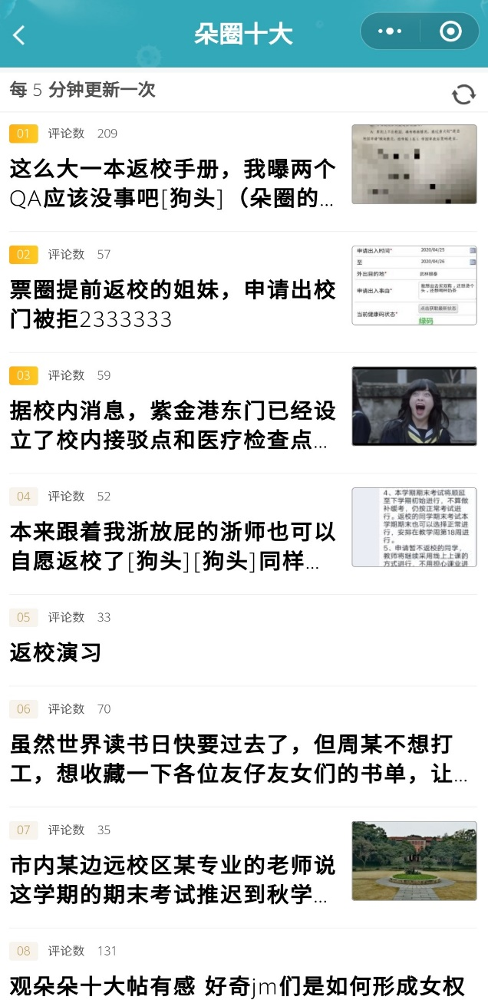 朵圈十大
每 5 分钟更新一次
01 评论数 209
这么大一本返校手册，我曝两个
QA应该没事吧[狗头]（朵圈的...
02 评论数 57
申请出入时间* 2020/04/25
至 2020/04/26
外出目的地* 武林银泰
申请出入事由*
当前健康码状态* 点击获取最新状态
绿码
票圈提前返校的姐妹，申请出校
门被拒2333333
03 评论数 59
据校内消息，紫金港东门已经设
立了校内接驳点和医疗检查点...
04 评论数 52
本来跟着我浙放屁的浙师也可以
自愿返校了[狗头][狗头]同样...
4、本学期期末考试将顺延
至下学期初始进行，不算做
补缓考，仍按正常考试进
行。返校的同学期末考试本
学期期末也可以选择正常进
行，安排在教学周第18周进
行。
5、申请暂不返校的同学，
教师将继续采用线上上课的
方式进行，不用担心课业进
05 评论数 33
返校演习
06 评论数 70
虽然世界读书日快要过去了，但周某不想打
工，想收藏一下各位友仔友女们的书单，让...
07 评论数 35
市内某边远校区某专业的老师说
这学期的期末考试推迟到秋学...
08 评论数 131
观朵朵十大帖有感 好奇jm们是如何形成女权